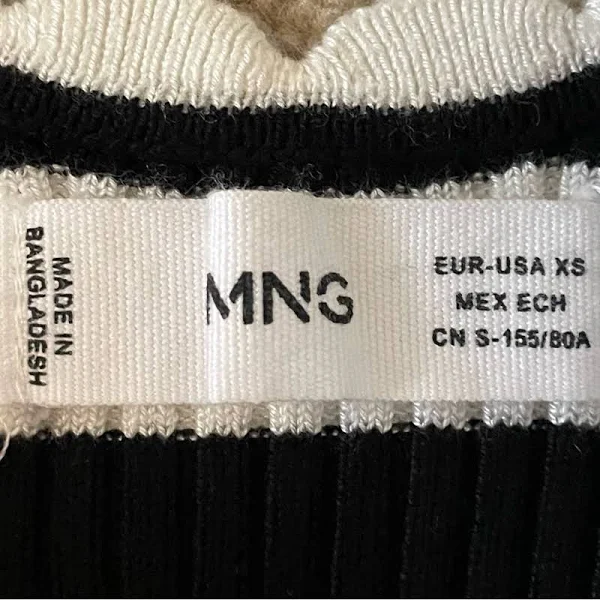 MADE IN
BANGLADESH
MNG
EUR-USA XS
MEX ECH
CN S-155/80A